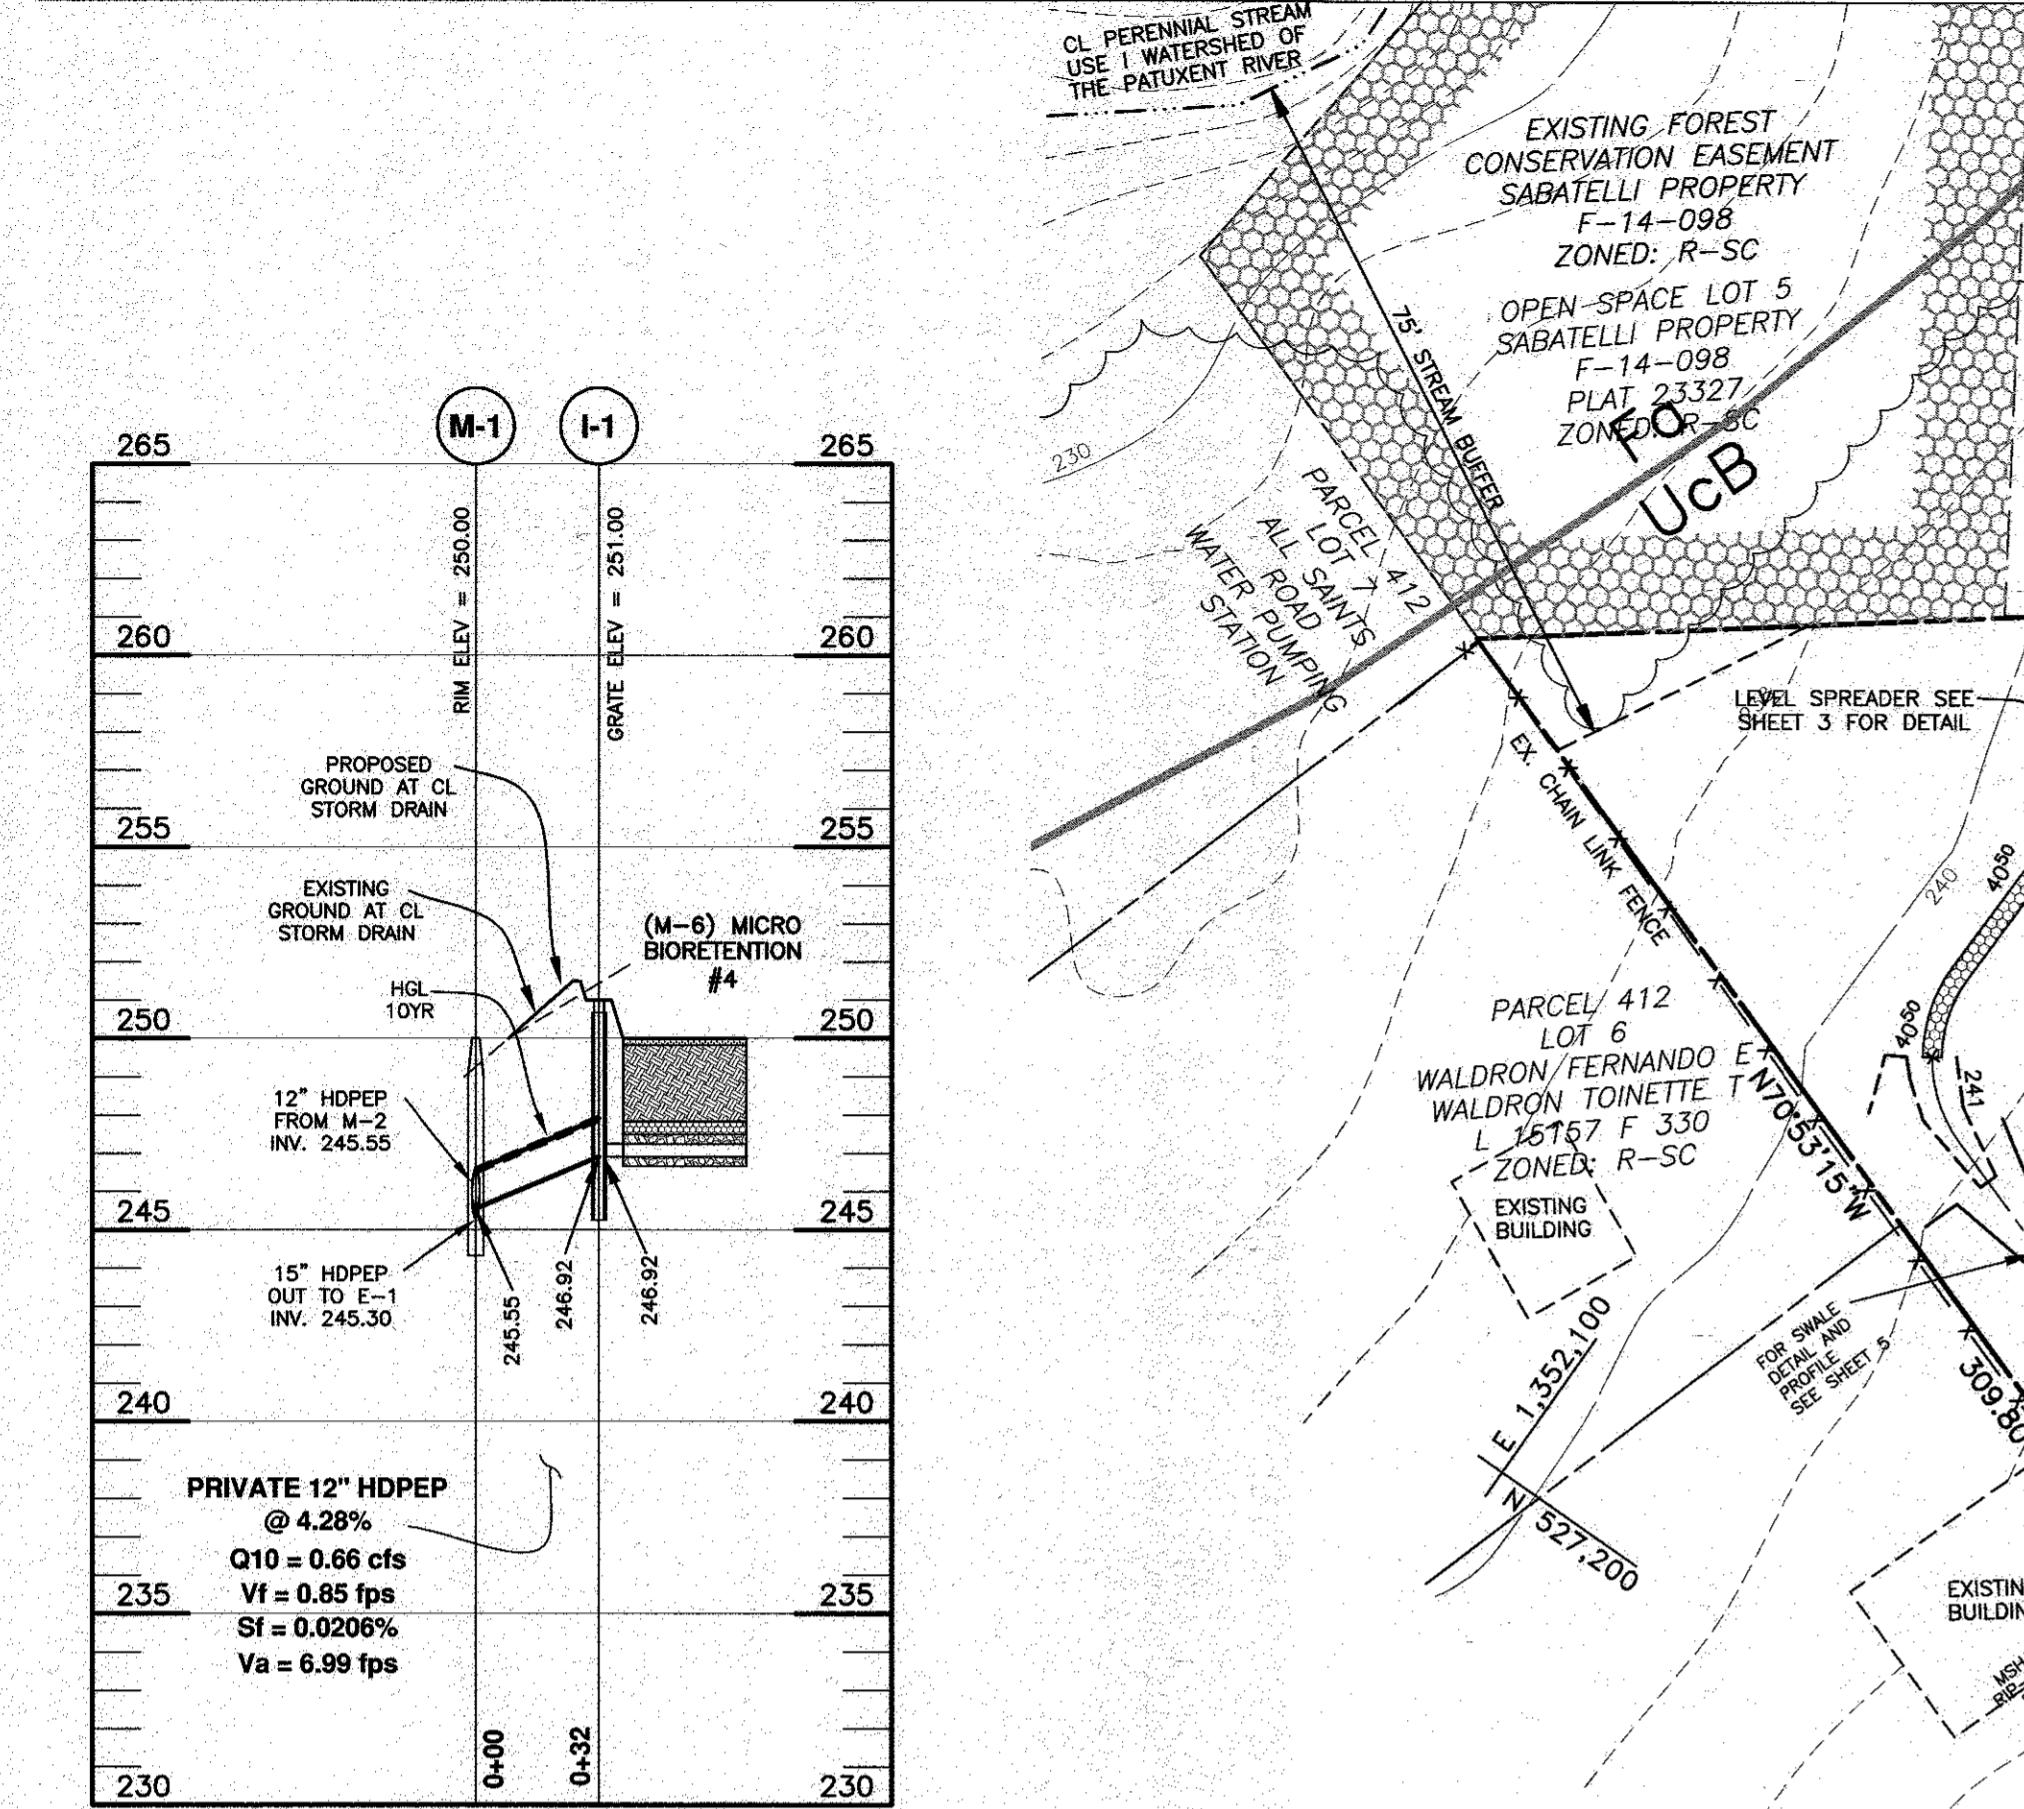 M-1
I-1
265
265
260
260
255
255
250
250
245
245
240
240
235
235
230
230
RIM ELEV = 250.00
GRATE ELEV = 251.00
PROPOSED
GROUND AT CL
STORM DRAIN
EXISTING
GROUND AT CL
STORM DRAIN
HGL
10YR
(M-6) MICRO
BIORETENTION
#4
12" HDPEP
FROM M-2
INV. 245.55
15" HDPEP
OUT TO E-1
INV. 245.30
245.55
246.92
246.92
PRIVATE 12" HDPEP
@ 4.28%
Q10 = 0.66 cfs
Vf = 0.85 fps
Sf = 0.0206%
Va = 6.99 fps
0+00
0+32
CL PERENNIAL STREAM
USE I WATERSHED OF
THE PATUXENT RIVER
EXISTING FOREST
CONSERVATION EASEMENT
SABATELLI PROPERTY
F-14-098
ZONED: R-SC
OPEN SPACE LOT 5
SABATELLI PROPERTY
F-14-098
PLAT 23327
ZONED: R-SC
Fa
UcB
75' STREAM BUFFER
230
PARCEL 412
LOT 7
ALL SAINTS
ROAD
WATER PUMPING
STATION
LEVEL SPREADER SEE
SHEET 3 FOR DETAIL
EX. CHAIN LINK FENCE
240
4050
4050
241
PARCEL 412
LOT 6
WALDRON FERNANDO E
WALDRON TOINETTE T
L 15157 F 330
ZONED: R-SC
N70°53'15"W
309.80
EXISTING
BUILDING
E 1,352,100
N 527,200
FOR SWALE
DETAIL AND
PROFILE
SEE SHEET 5
EXISTIN
BUILDIN
MSH
RIP